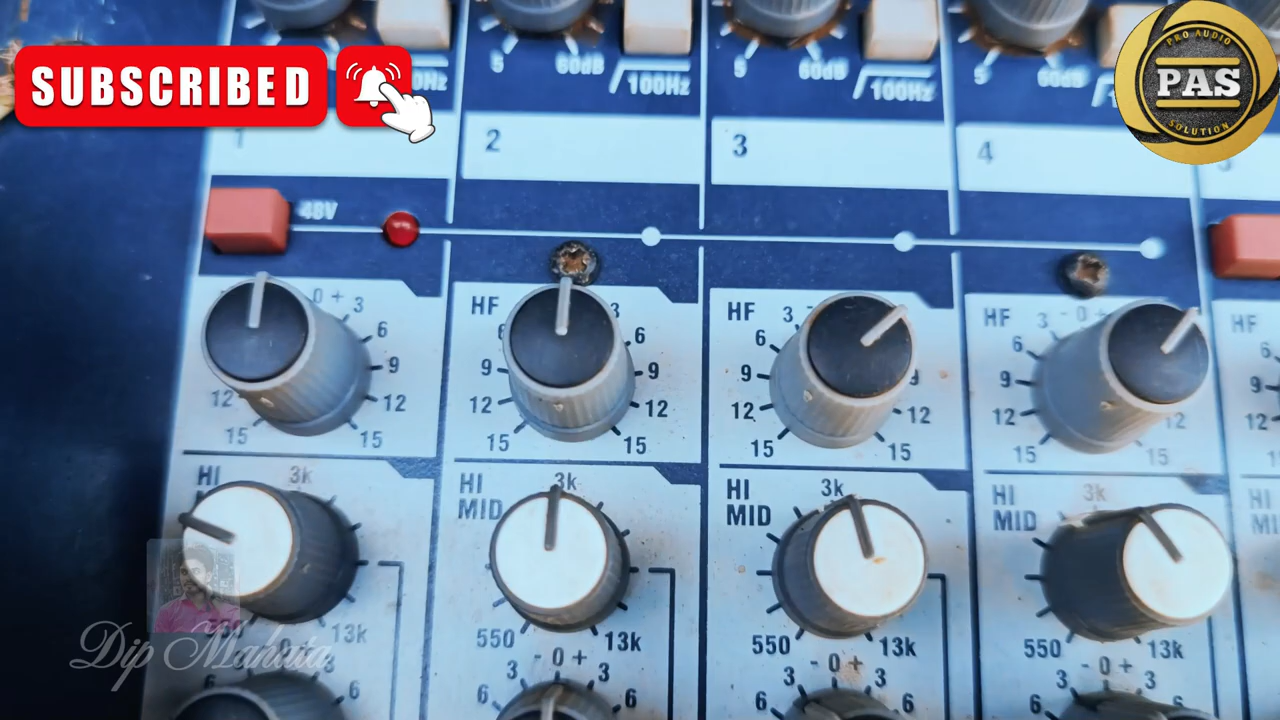 SUBSCRIBED
PRO AUDIO
PAS
SOLUTION
5 60dB /100Hz
5 60dB /100Hz
5 60dB
1 2 3 4
48V
HF HF HF HF
0 + 3
6
9
12 12
15 15
3
6
6
9 9
12 12
15 15
3
6
9
12 12
15 15
3 - 0 +
6
9
12
15 15
HI
3k
13k
HI
MID
3k
550 13k
HI
MID
3k
550 13k
HI
MID
3k
550 13k
3 - 0 + 3
3 - 0 + 3
3 - 0 + 3
6 6
6 6
6 6
6 6
Dip Mahata